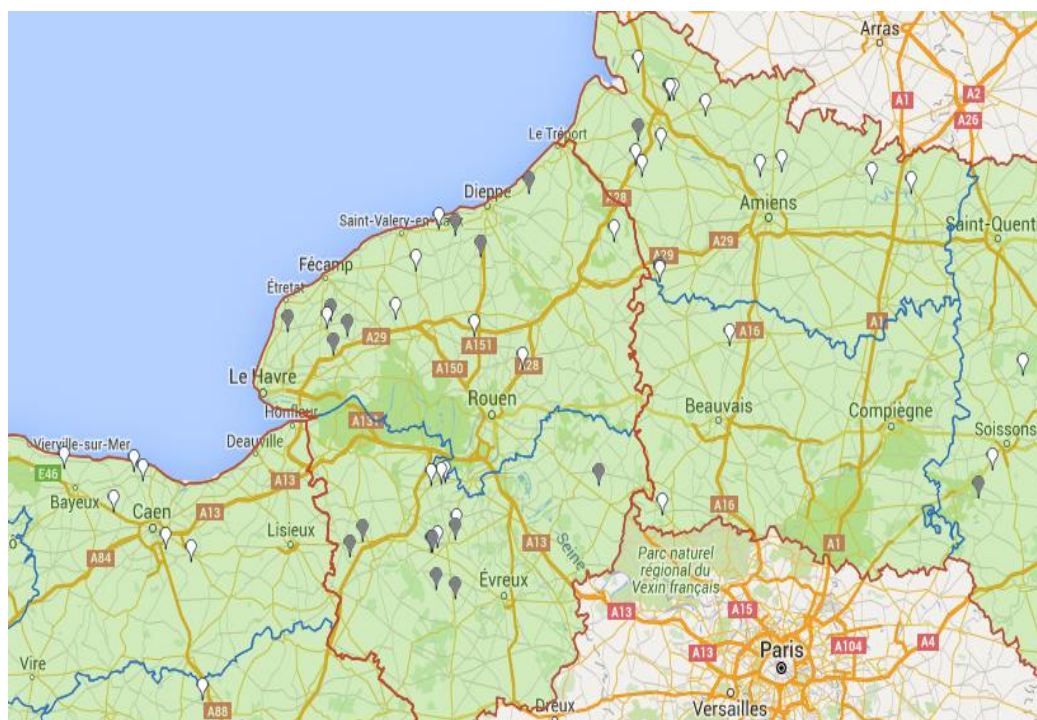 Arras
A1
A2
A26
Le Tréport
Dieppe
A28
Amiens
Saint-Valery-en-
Saint-Quent
A29
A29
Fécamp
Étretat
A16
A1
A29
A151
A28
A150
Le Havre
Rouen
Beauvais
Compiègne
Honfleur
A131
Soissons
Vierville-sur-Mer
Deauville
E46
A13
Bayeux
A16
Caen
A13
Lisieux
A13
A1
A84
Seine
Parc naturel
régional du
Vexin français
Évreux
A13
A15
A13
A104
A4
Paris
Vire
Versailles
A88
Dreux